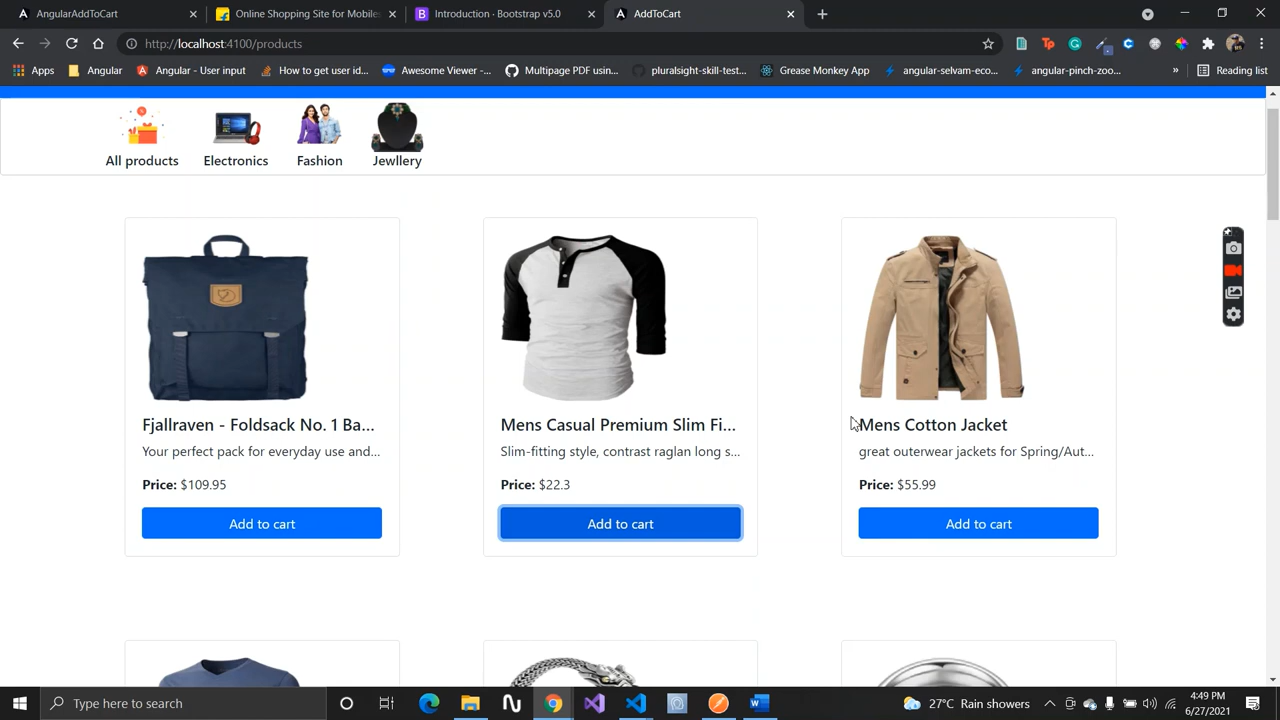 AngularAddToCart
Online Shopping Site for Mobiles
Introduction · Bootstrap v5.0
AddToCart
http://localhost:4100/products
Apps
Angular
Angular - User input
How to get user id...
Awesome Viewer -...
Multipage PDF usin...
pluralsight-skill-test...
Grease Monkey App
angular-selvam-eco...
angular-pinch-zoo...
»
Reading list
All products
Electronics
Fashion
Jewllery
Fjallraven - Foldsack No. 1 Ba...
Your perfect pack for everyday use and...
Price: $109.95
Add to cart
Mens Casual Premium Slim Fi...
Slim-fitting style, contrast raglan long s...
Price: $22.3
Add to cart
Mens Cotton Jacket
great outerwear jackets for Spring/Aut...
Price: $55.99
Add to cart
Type here to search
27°C Rain showers
4:49 PM
6/27/2021